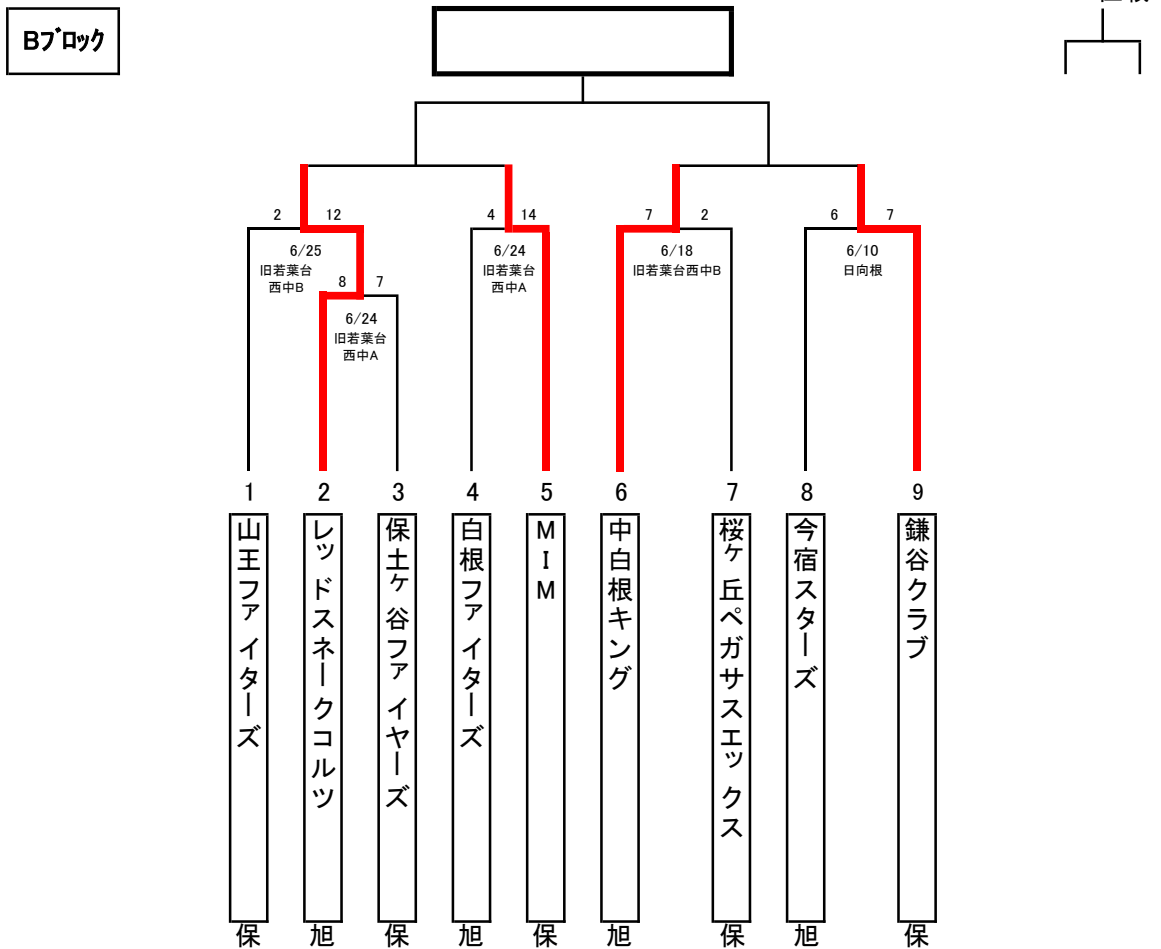 Bブロック
2 12
4 14
7 2
6 7
6/25
旧若葉台
西中B
6/24
旧若葉台
西中A
6/18
旧若葉台西中B
6/10
日向根
8 7
6/24
旧若葉台
西中A
1 2 3 4 5 6 7 8 9
山王ファイターズ
レッドスネークコルツ
保土ケ谷ファイヤーズ
白根ファイターズ
MIM
中白根キング
桜ケ丘ペガサスエックス
今宿スターズ
鎌谷クラブ
保 旭 保 旭 保 旭 保 旭 保